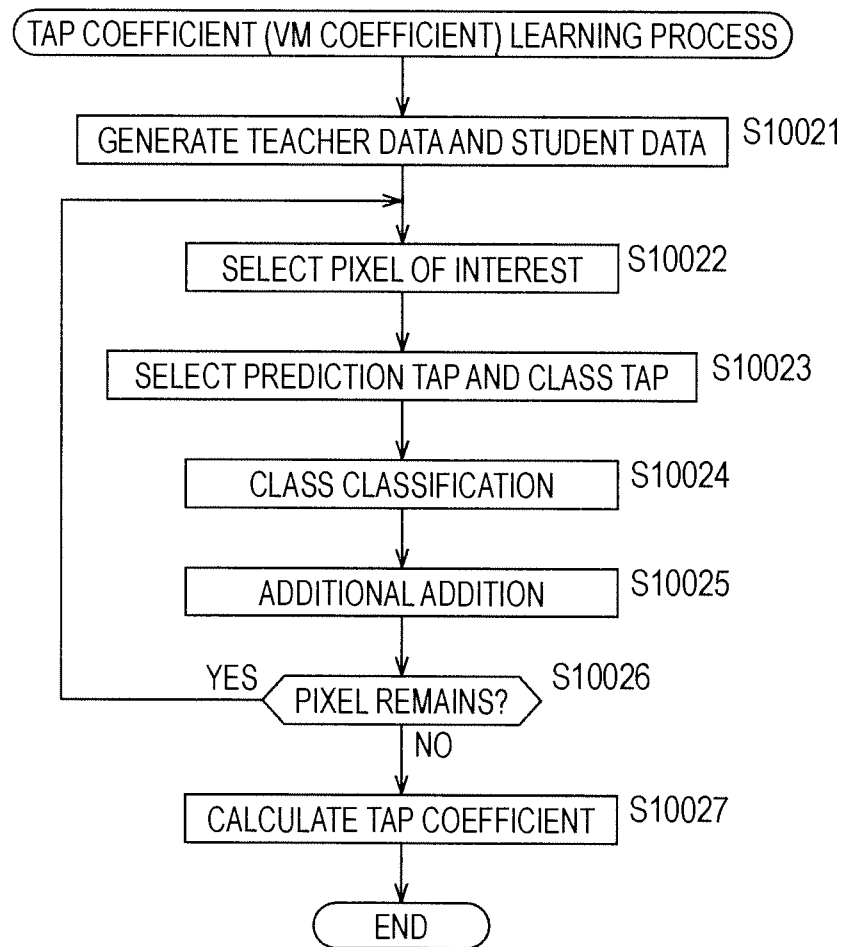 TAP COEFFICIENT (VM COEFFICIENT) LEARNING PROCESS
GENERATE TEACHER DATA AND STUDENT DATA S10021
SELECT PIXEL OF INTEREST S10022
SELECT PREDICTION TAP AND CLASS TAP S10023
CLASS CLASSIFICATION S10024
ADDITIONAL ADDITION S10025
YES PIXEL REMAINS? S10026
NO
CALCULATE TAP COEFFICIENT S10027
END